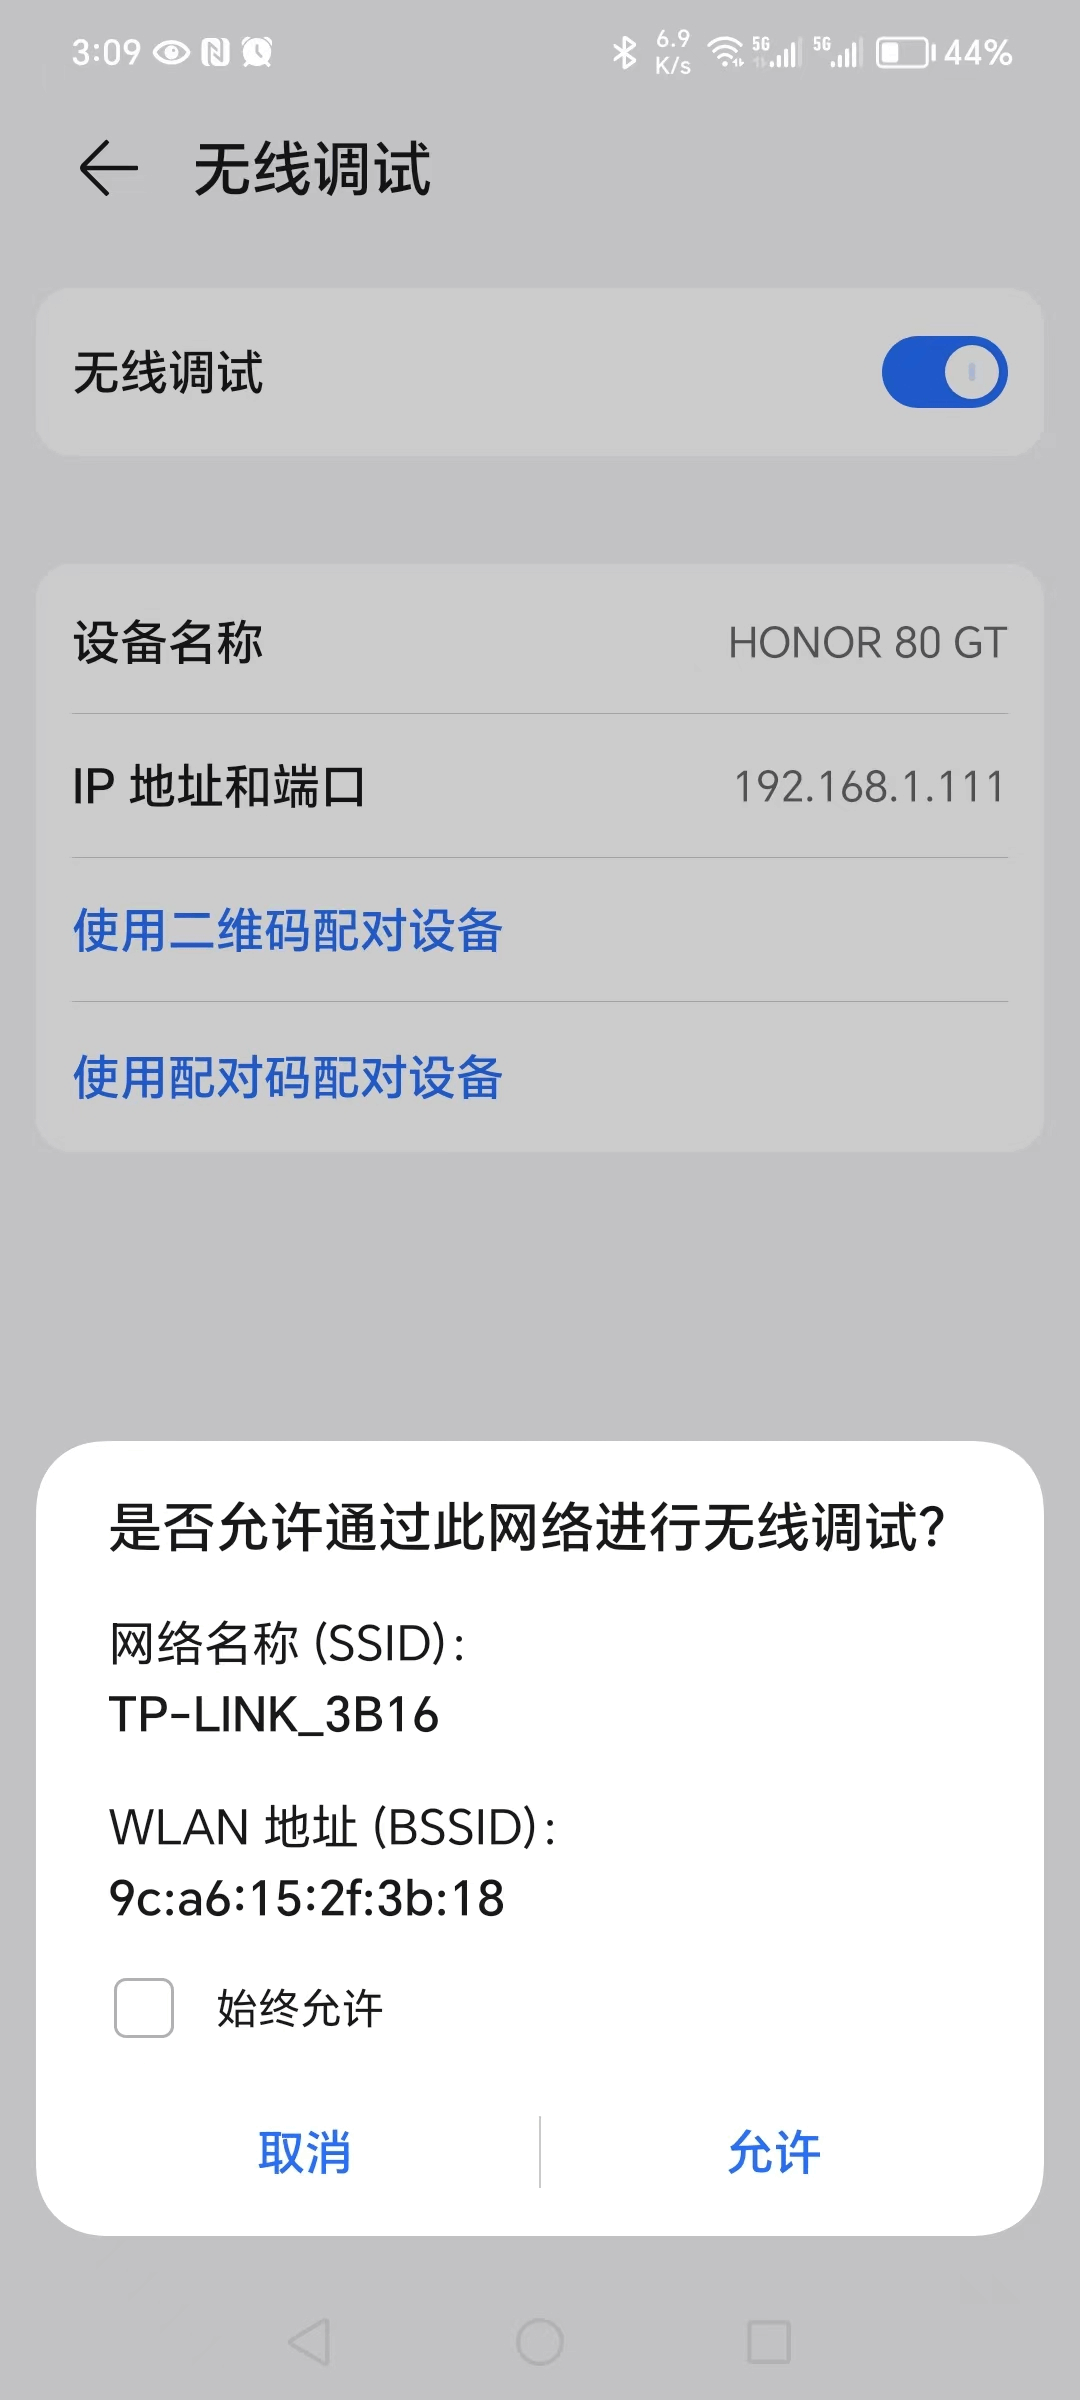 3:09
6.9
K/s
5G
5G
44%
无线调试
无线调试
设备名称
HONOR 80 GT
IP 地址和端口
192.168.1.111
使用二维码配对设备
使用配对码配对设备
是否允许通过此网络进行无线调试?
网络名称 (SSID):
TP-LINK_3B16
WLAN 地址 (BSSID):
9c:a6:15:2f:3b:18
始终允许
取消
允许